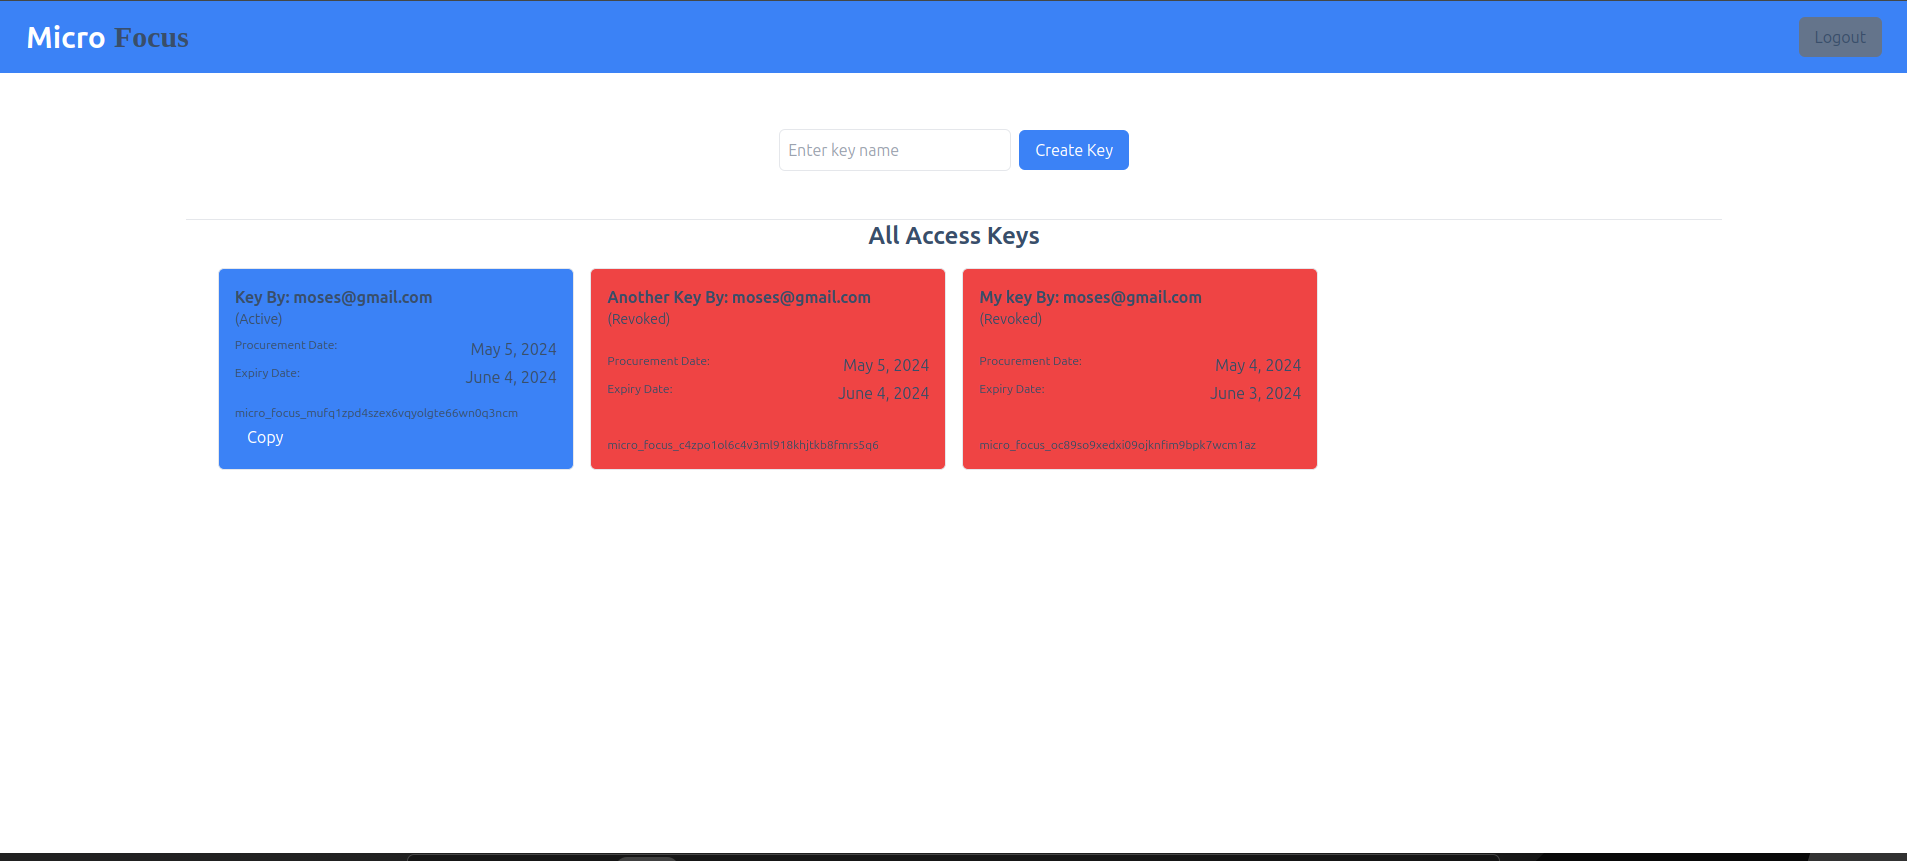 Micro Focus
Logout
Enter key name
Create Key
All Access Keys
Key By: moses@gmail.com
(Active)
Procurement Date: May 5, 2024
Expiry Date: June 4, 2024
micro_focus_mufq1zpd4szex6vqyolgte66wn0q3ncm
Copy
Another Key By: moses@gmail.com
(Revoked)
Procurement Date: May 5, 2024
Expiry Date: June 4, 2024
micro_focus_c4zpo1ol6c4v3ml918khjtkb8fmrs5q6
My key By: moses@gmail.com
(Revoked)
Procurement Date: May 4, 2024
Expiry Date: June 3, 2024
micro_focus_oc89so9xedxi09ojknfim9bpk7wcm1az